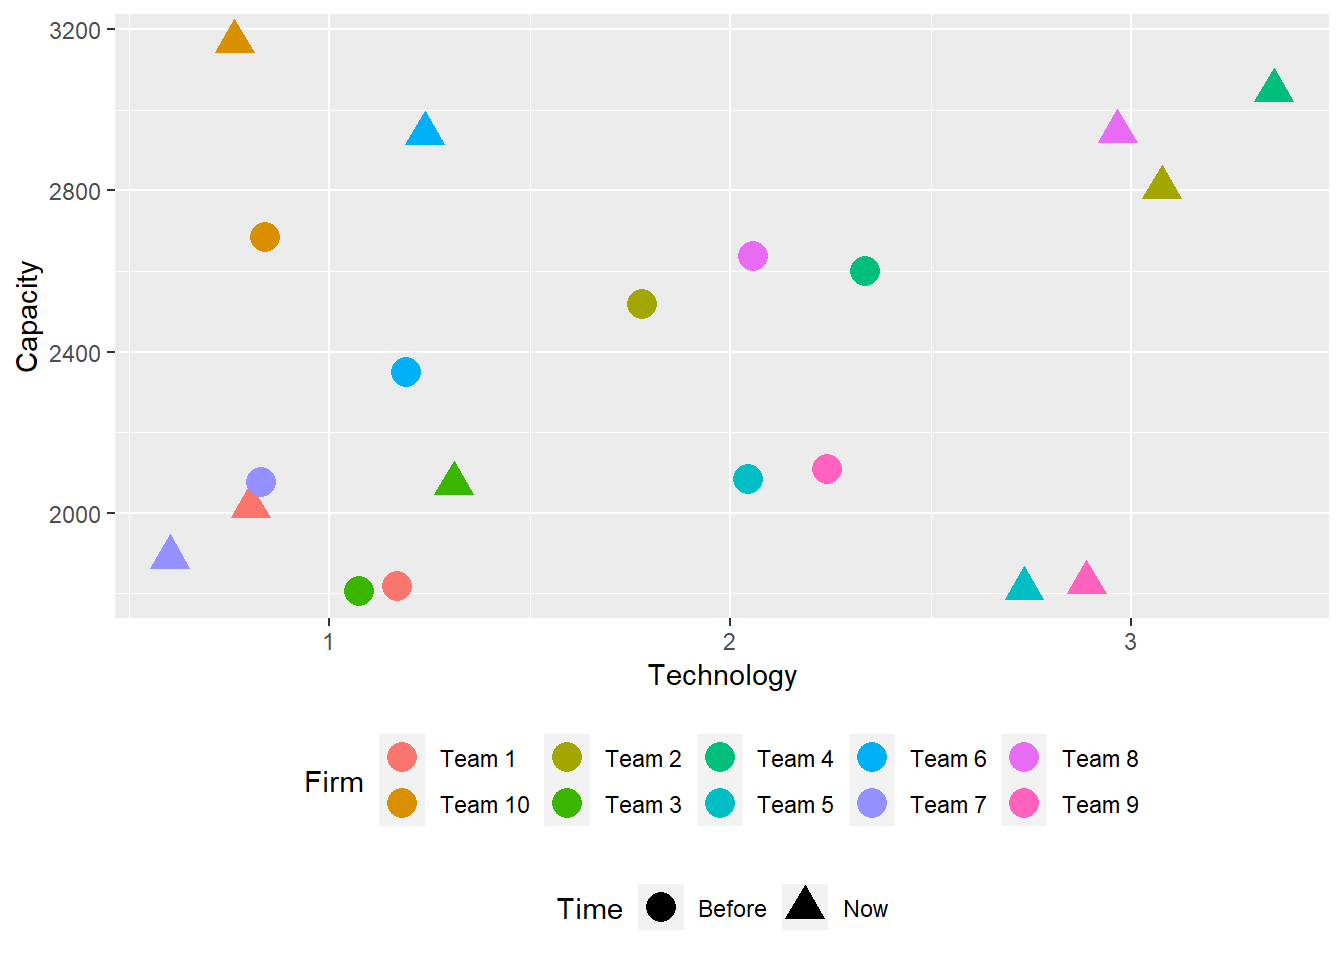 3200
2800
2400
2000
Capacity
1 2 3
Technology
Firm
Team 1 Team 2 Team 4 Team 6 Team 8
Team 10 Team 3 Team 5 Team 7 Team 9
Time Before Now